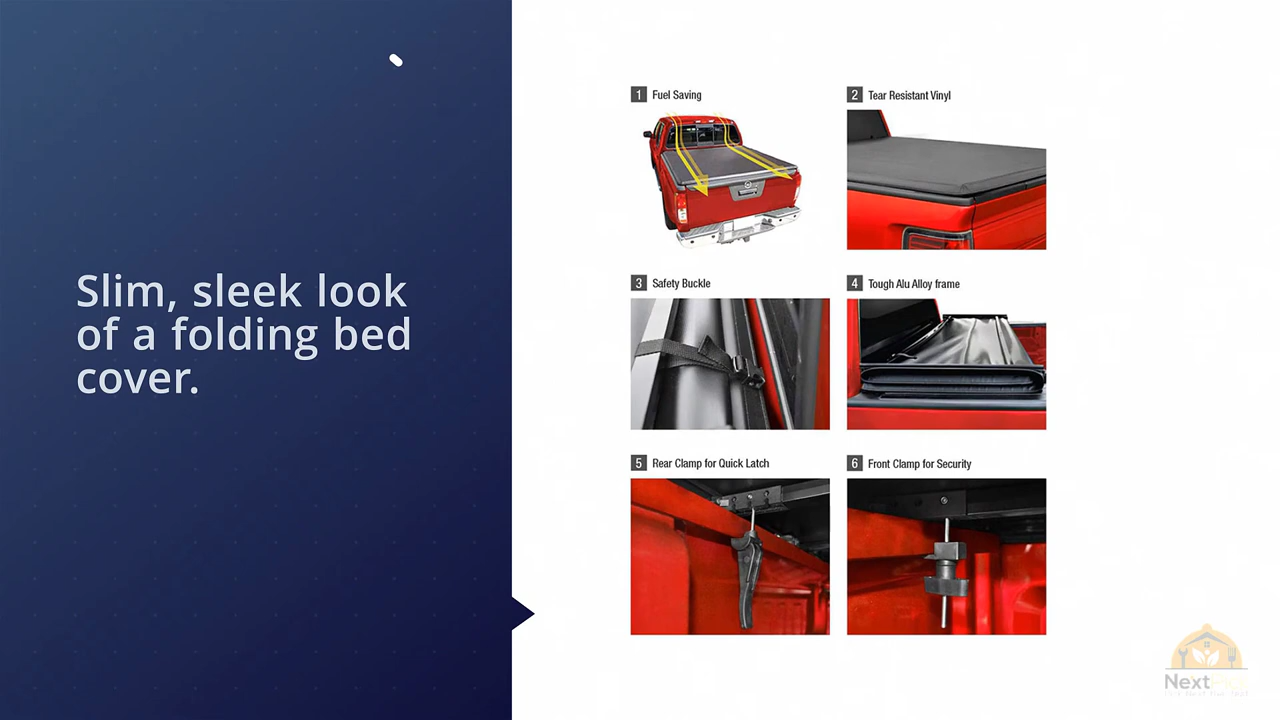 Slim, sleek look
of a folding bed
cover.
1 Fuel Saving
2 Tear Resistant Vinyl
3 Safety Buckle
4 Tough Alu Alloy frame
5 Rear Clamp for Quick Latch
6 Front Clamp for Security
Next